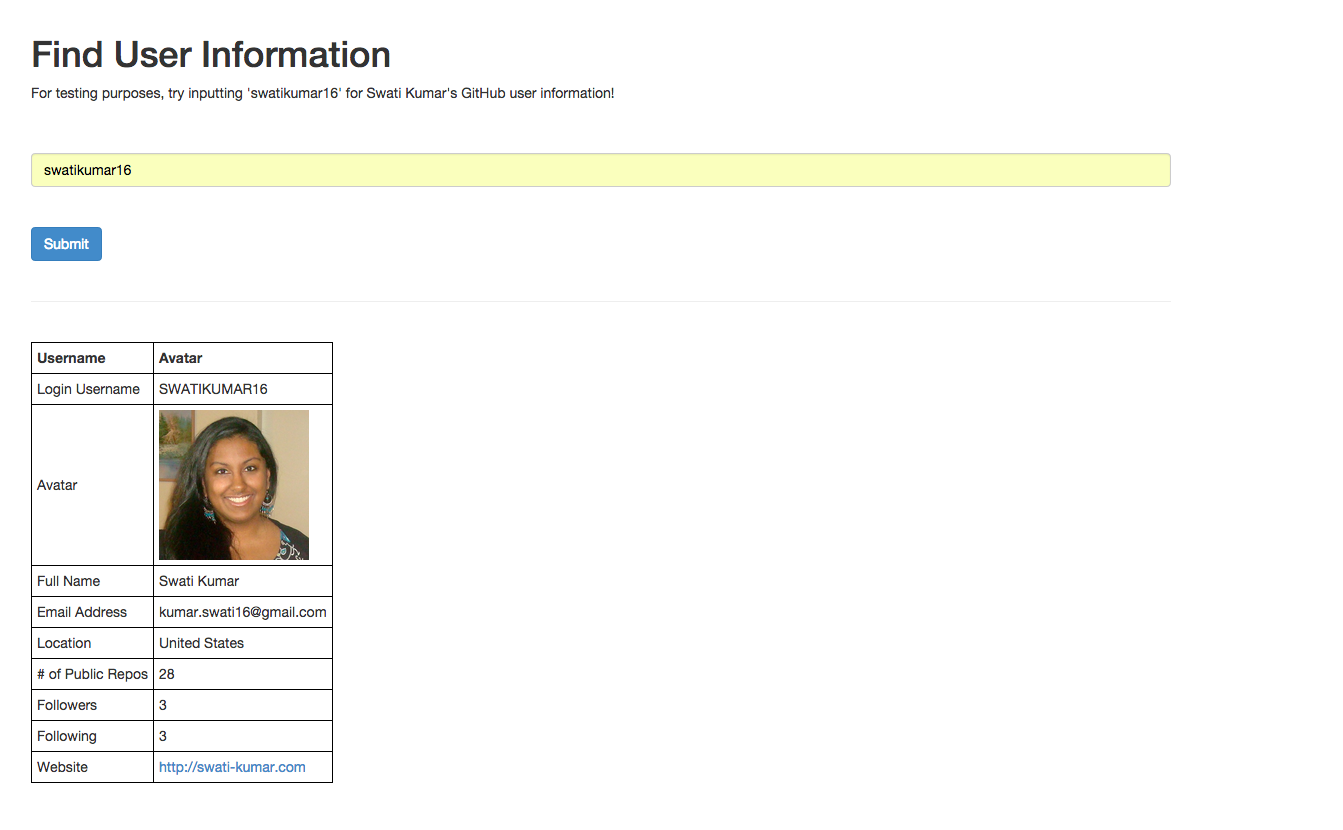 Find User Information
For testing purposes, try inputting 'swatikumar16' for Swati Kumar's GitHub user information!
swatikumar16
Submit
Username Avatar
Login Username SWATIKUMAR16
Avatar
Full Name Swati Kumar
Email Address kumar.swati16@gmail.com
Location United States
# of Public Repos 28
Followers 3
Following 3
Website http://swati-kumar.com